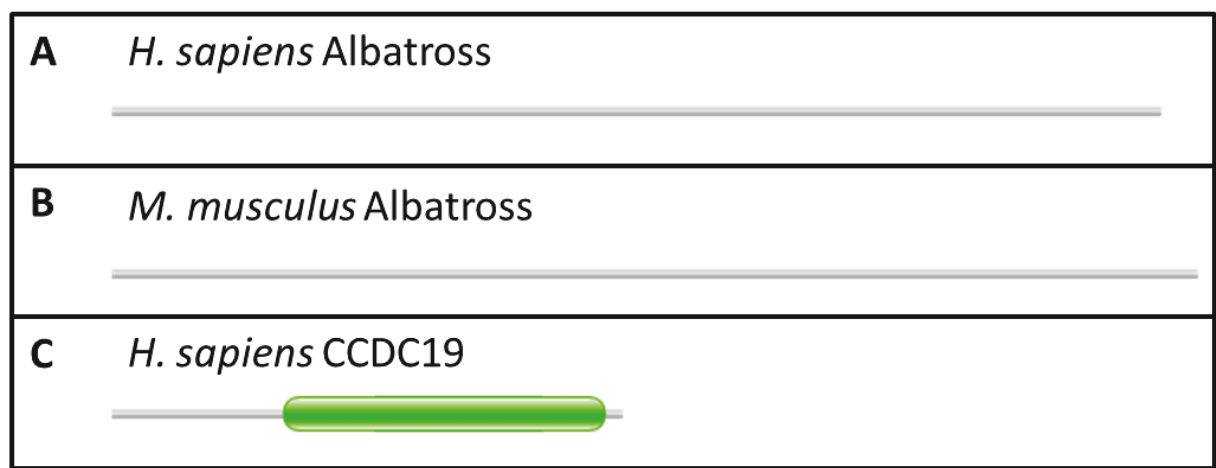 A H. sapiens Albatross
B M. musculus Albatross
C H. sapiens CCDC19